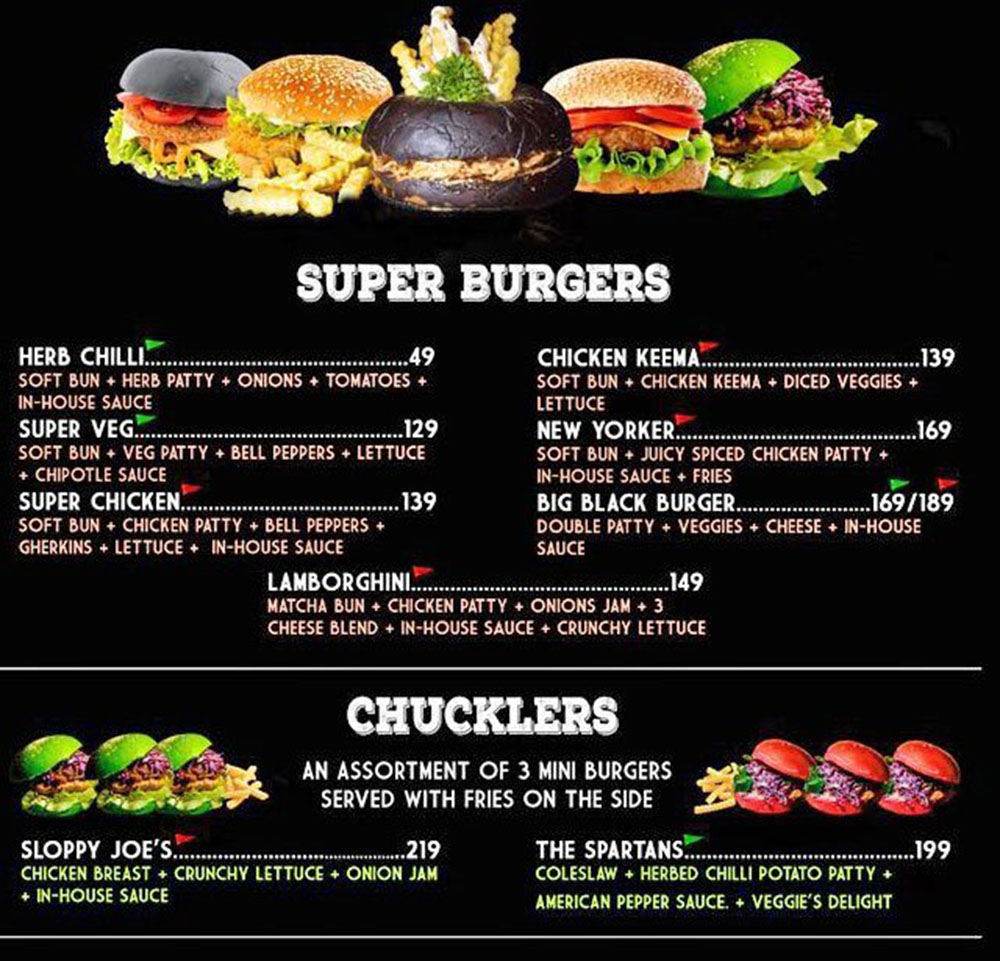 SUPER BURGERS
HERB CHILLI.............................................49
SOFT BUN + HERB PATTY + ONIONS + TOMATOES +
IN-HOUSE SAUCE
SUPER VEG..............................................129
SOFT BUN + VEG PATTY + BELL PEPPERS + LETTUCE
+ CHIPOTLE SAUCE
SUPER CHICKEN......................................139
SOFT BUN + CHICKEN PATTY + BELL PEPPERS +
GHERKINS + LETTUCE + IN-HOUSE SAUCE
CHICKEN KEEMA.....................................139
SOFT BUN + CHICKEN KEEMA + DICED VEGGIES +
LETTUCE
NEW YORKER.........................................169
SOFT BUN + JUICY SPICED CHICKEN PATTY +
IN-HOUSE SAUCE + FRIES
BIG BLACK BURGER.......................169/189
DOUBLE PATTY + VEGGIES + CHEESE + IN-HOUSE
SAUCE
LAMBORGHINI............................................149
MATCHA BUN + CHICKEN PATTY + ONIONS JAM + 3
CHEESE BLEND + IN-HOUSE SAUCE + CRUNCHY LETTUCE
CHUCKLERS
AN ASSORTMENT OF 3 MINI BURGERS
SERVED WITH FRIES ON THE SIDE
SLOPPY JOE'S........................................219
CHICKEN BREAST + CRUNCHY LETTUCE + ONION JAM
+ IN-HOUSE SAUCE
THE SPARTANS.......................................199
COLESLAW + HERBED CHILLI POTATO PATTY +
AMERICAN PEPPER SAUCE. + VEGGIE'S DELIGHT